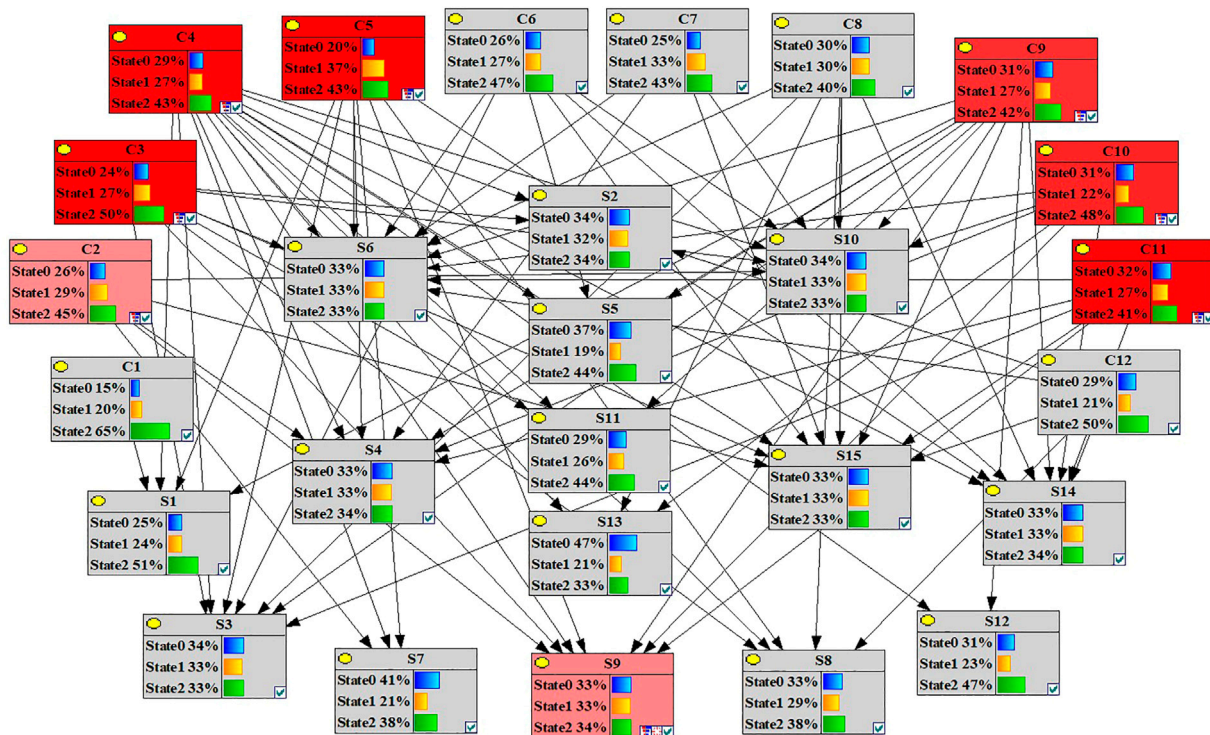 C4
State0 29%
State1 27%
State2 43%
C5
State0 20%
State1 37%
State2 43%
C6
State0 26%
State1 27%
State2 47%
C7
State0 25%
State1 33%
State2 43%
C8
State0 30%
State1 30%
State2 40%
C9
State0 31%
State1 27%
State2 42%
C3
State0 24%
State1 27%
State2 50%
C10
State0 31%
State1 22%
State2 48%
S2
State0 34%
State1 32%
State2 34%
C2
State0 26%
State1 29%
State2 45%
S6
State0 33%
State1 33%
State2 33%
S10
State0 34%
State1 33%
State2 33%
C11
State0 32%
State1 27%
State2 41%
S5
State0 37%
State1 19%
State2 44%
C1
State0 15%
State1 20%
State2 65%
C12
State0 29%
State1 21%
State2 50%
S11
State0 29%
State1 26%
State2 44%
S4
State0 33%
State1 33%
State2 34%
S15
State0 33%
State1 33%
State2 33%
S1
State0 25%
State1 24%
State2 51%
S14
State0 33%
State1 33%
State2 34%
S13
State0 47%
State1 21%
State2 33%
S3
State0 34%
State1 33%
State2 33%
S12
State0 31%
State1 23%
State2 47%
S7
State0 41%
State1 21%
State2 38%
S9
State0 33%
State1 33%
State2 34%
S8
State0 33%
State1 29%
State2 38%